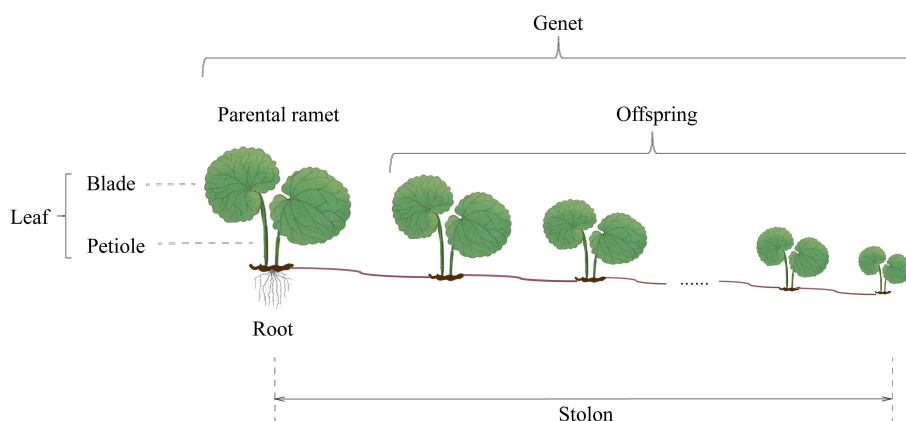 Genet
Parental ramet
Offspring
Blade
Leaf
Petiole
......
Root
Stolon